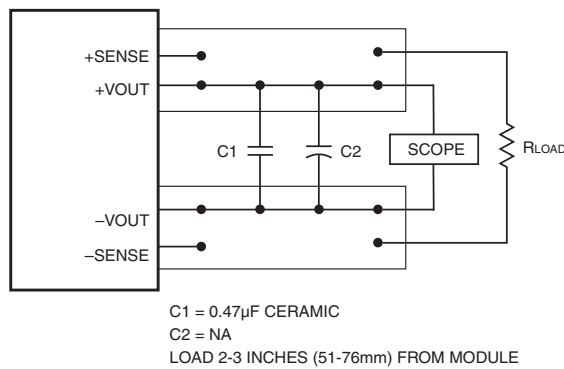 +SENSE
+VOUT
C1
C2
SCOPE
RLOAD
–VOUT
–SENSE
C1 = 0.47µF CERAMIC
C2 = NA
LOAD 2-3 INCHES (51-76mm) FROM MODULE